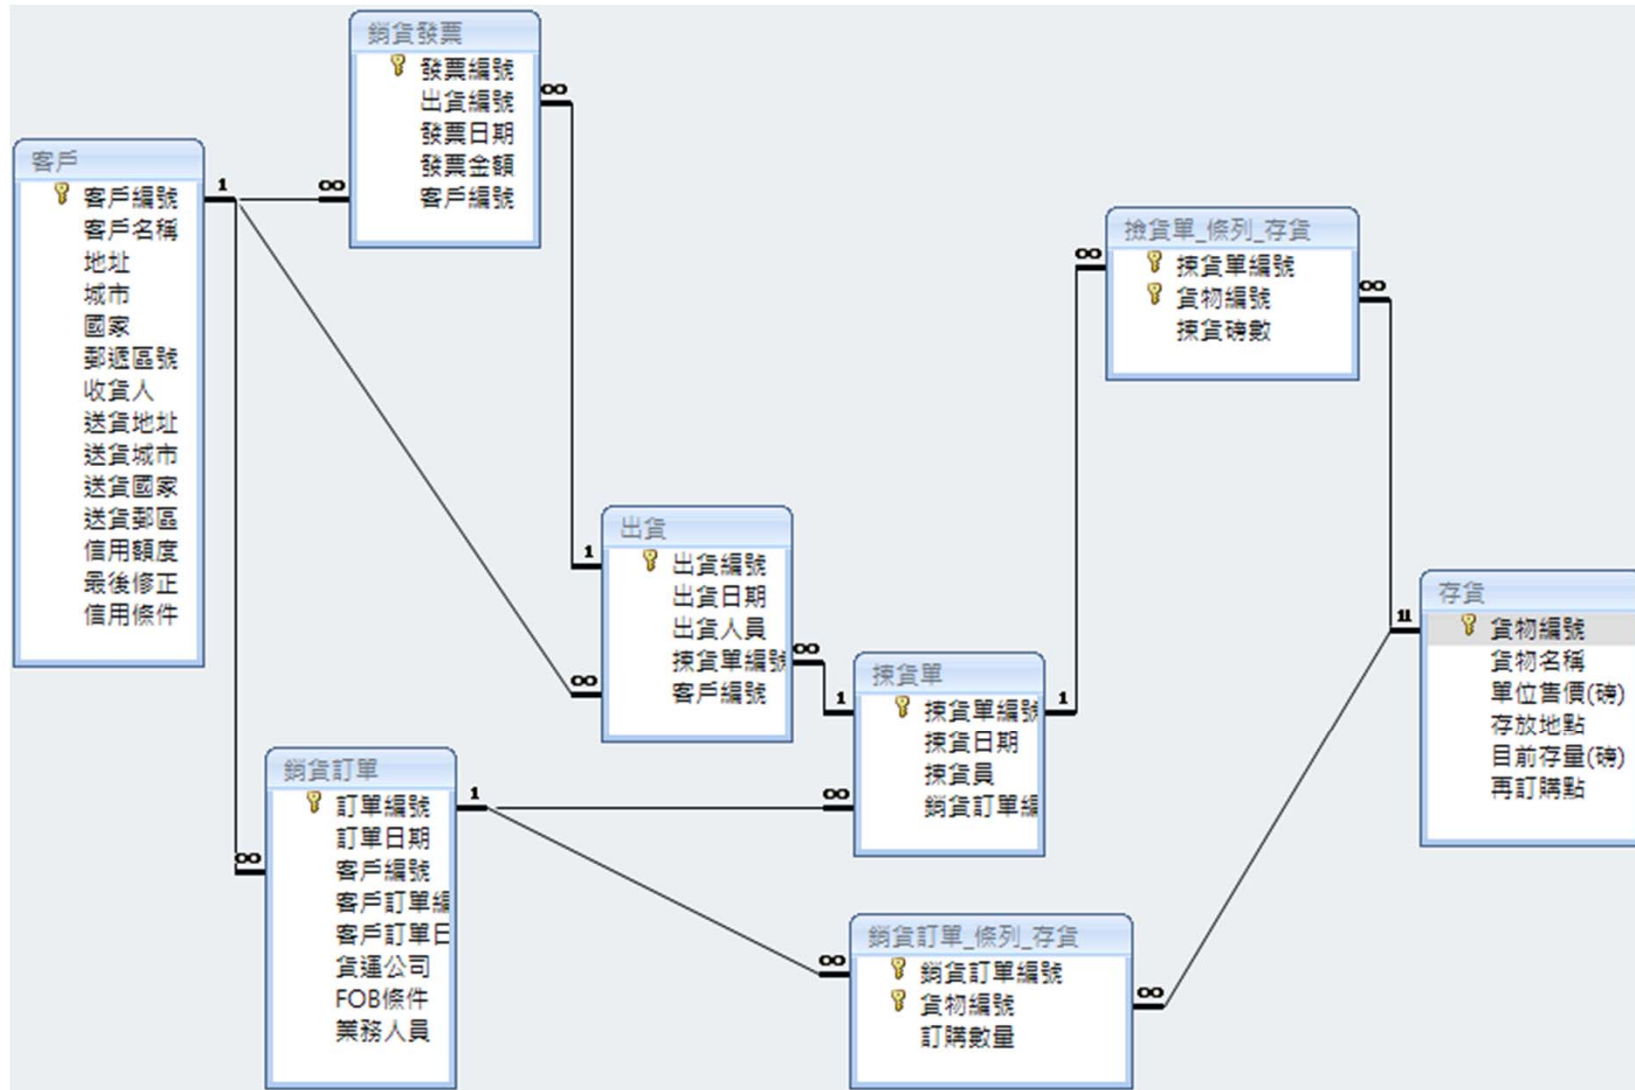 銷貨發票
發票編號
出貨編號
發票日期
發票金額
客戶編號
客戶
客戶編號
客戶名稱
地址
城市
國家
郵遞區號
收貨人
送貨地址
送貨城市
送貨國家
送貨郵區
信用額度
最後修正
信用條件
1
∞
∞
1
∞
∞
出貨
出貨編號
出貨日期
出貨人員
揀貨單編號
客戶編號
∞
1
揀貨單
揀貨單編號
揀貨日期
揀貨員
銷貨訂單編
1
∞
撿貨單_條列_存貨
揀貨單編號
貨物編號
揀貨磅數
∞
∞
11
存貨
貨物編號
貨物名稱
單位售價(磅)
存放地點
目前存量(磅)
再訂購點
銷貨訂單
訂單編號
訂單日期
客戶編號
客戶訂單編
客戶訂單日
貨運公司
FOB條件
業務人員
1
∞
銷貨訂單_條列_存貨
銷貨訂單編號
貨物編號
訂購數量
∞